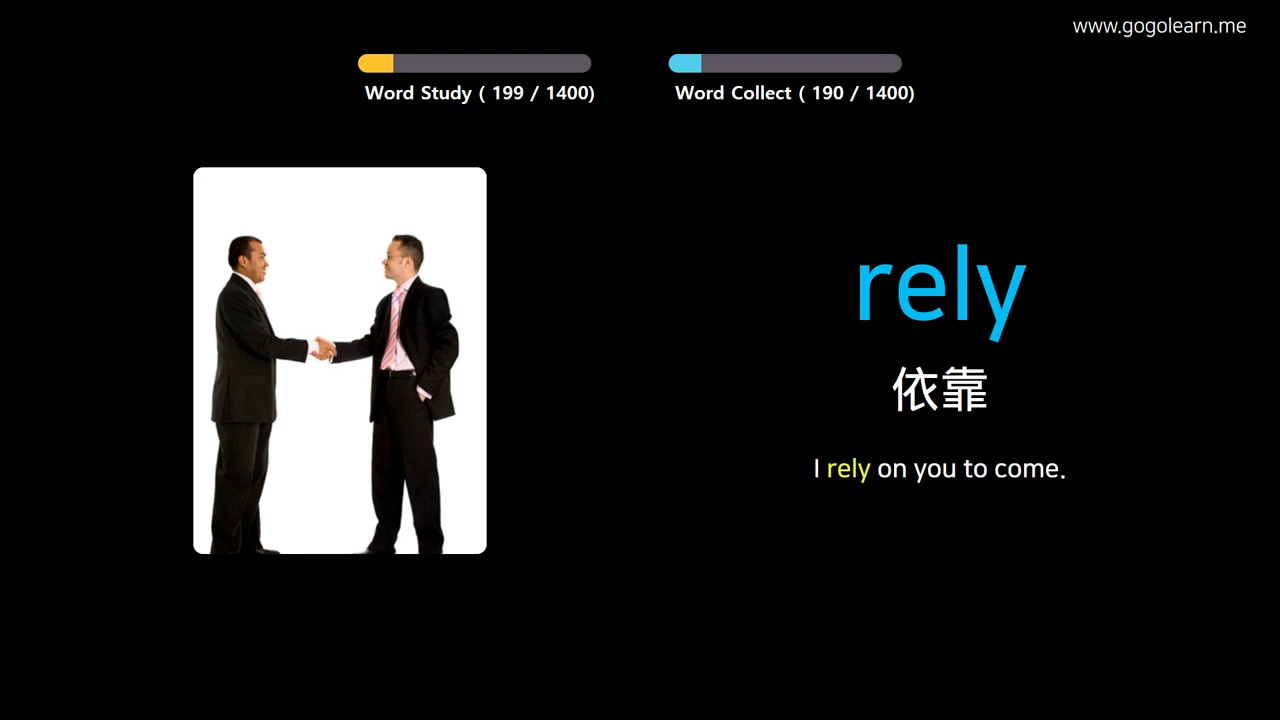 www.gogolearn.me
Word Study ( 199 / 1400)
Word Collect ( 190 / 1400)
rely
依靠
I rely on you to come.